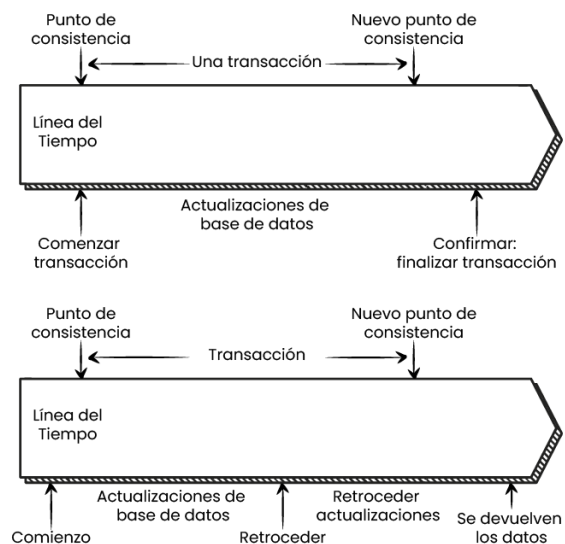 Punto de
consistencia
Nuevo punto de
consistencia
Una transacción
Línea del
Tiempo
Actualizaciones de
base de datos
Comenzar
transacción
Confirmar:
finalizar transacción
Punto de
consistencia
Nuevo punto de
consistencia
Transacción
Línea del
Tiempo
Actualizaciones de
base de datos
Retroceder
actualizaciones
Comienzo
Retroceder
Se devuelven
los datos